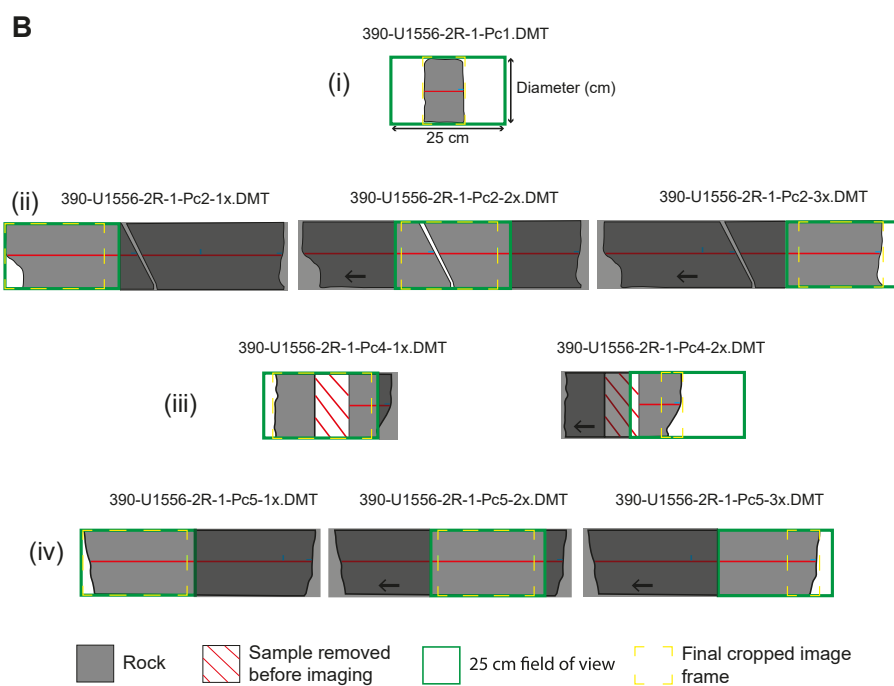 B
390-U1556-2R-1-Pc1.DMT
(i)
Diameter (cm)
25 cm
(ii)
390-U1556-2R-1-Pc2-1x.DMT
390-U1556-2R-1-Pc2-2x.DMT
390-U1556-2R-1-Pc2-3x.DMT
390-U1556-2R-1-Pc4-1x.DMT
390-U1556-2R-1-Pc4-2x.DMT
(iii)
390-U1556-2R-1-Pc5-1x.DMT
390-U1556-2R-1-Pc5-2x.DMT
390-U1556-2R-1-Pc5-3x.DMT
(iv)
Rock
Sample removed
before imaging
25 cm field of view
Final cropped image
frame